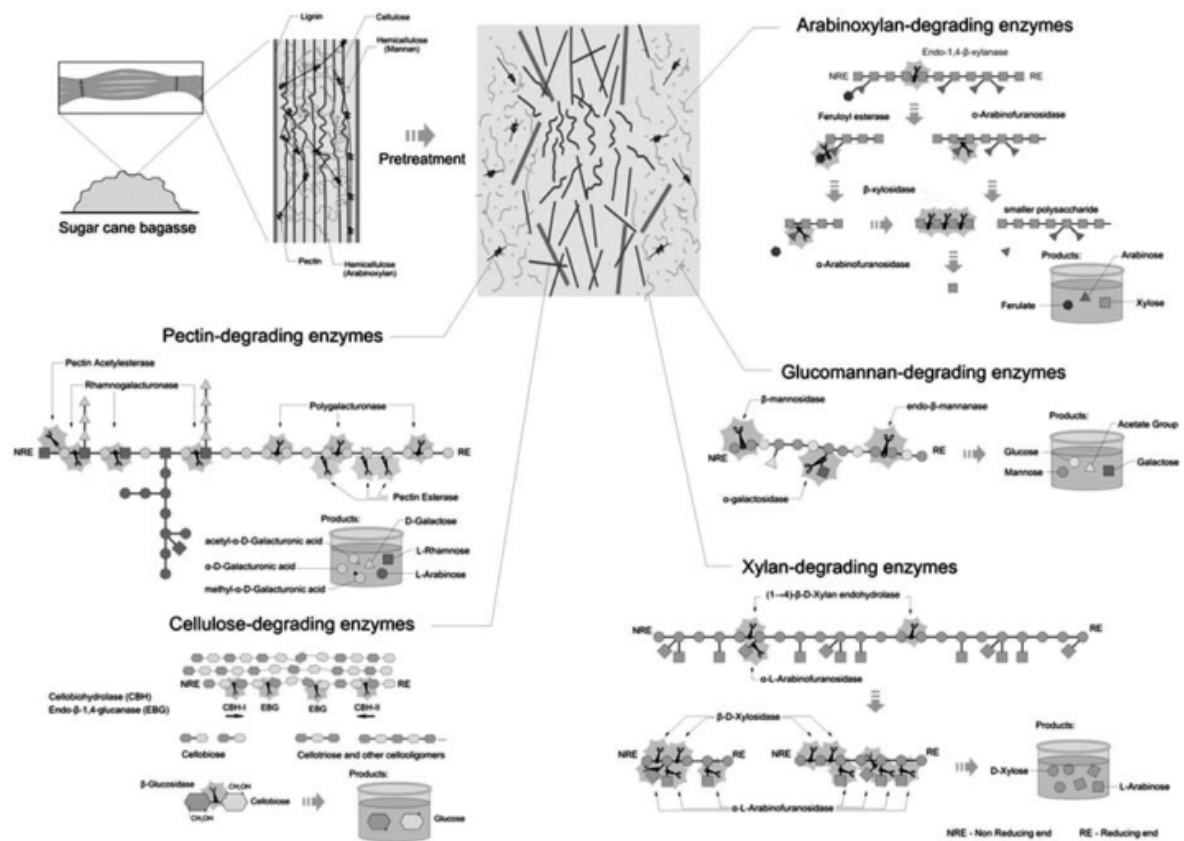 Lignin
Cellulose
Hemicellulose
(Mannan)
Pretreatment
Sugar cane bagasse
Pectin
Hemicellulose
(Arabinoxylan)
Arabinoxylan-degrading enzymes
Endo-1,4-β-xylanase
NRE
RE
Feruloyl esterase
α-Arabinofuranosidase
β-xylosidase
smaller polysaccharide
α-Arabinofuranosidase
Products:
Arabinose
Ferulate
Xylose
Pectin-degrading enzymes
Pectin Acetylesterase
Rhamnogalacturonase
Polygalacturonase
NRE
RE
Pectin Esterase
Products:
D-Galactose
acetyl-α-D-Galacturonic acid
L-Rhamnose
α-D-Galacturonic acid
L-Arabinose
methyl-α-D-Galacturonic acid
Glucomannan-degrading enzymes
β-mannosidase
endo-β-mannanase
NRE
RE
α-galactosidase
Products:
Acetate Group
Glucose
Mannose
Galactose
Cellulose-degrading enzymes
NRE
RE
Cellobiohydrolase (CBH)
Endo-β-1,4-glucanase (EBG)
CBH-I
EBG
EBG
CBH-II
Cellobiose
Cellotriose and other cellooligomers
β-Glucosidase
CH₂OH
Cellobiose
CH₂OH
Products:
Glucose
Xylan-degrading enzymes
(1→4)-β-D-Xylan endohydrolase
NRE
RE
α-L-Arabinofuranosidase
β-D-Xylosidase
NRE
RE
NRE
RE
α-L-Arabinofuranosidase
Products:
D-Xylose
L-Arabinose
NRE - Non Reducing end
RE - Reducing end